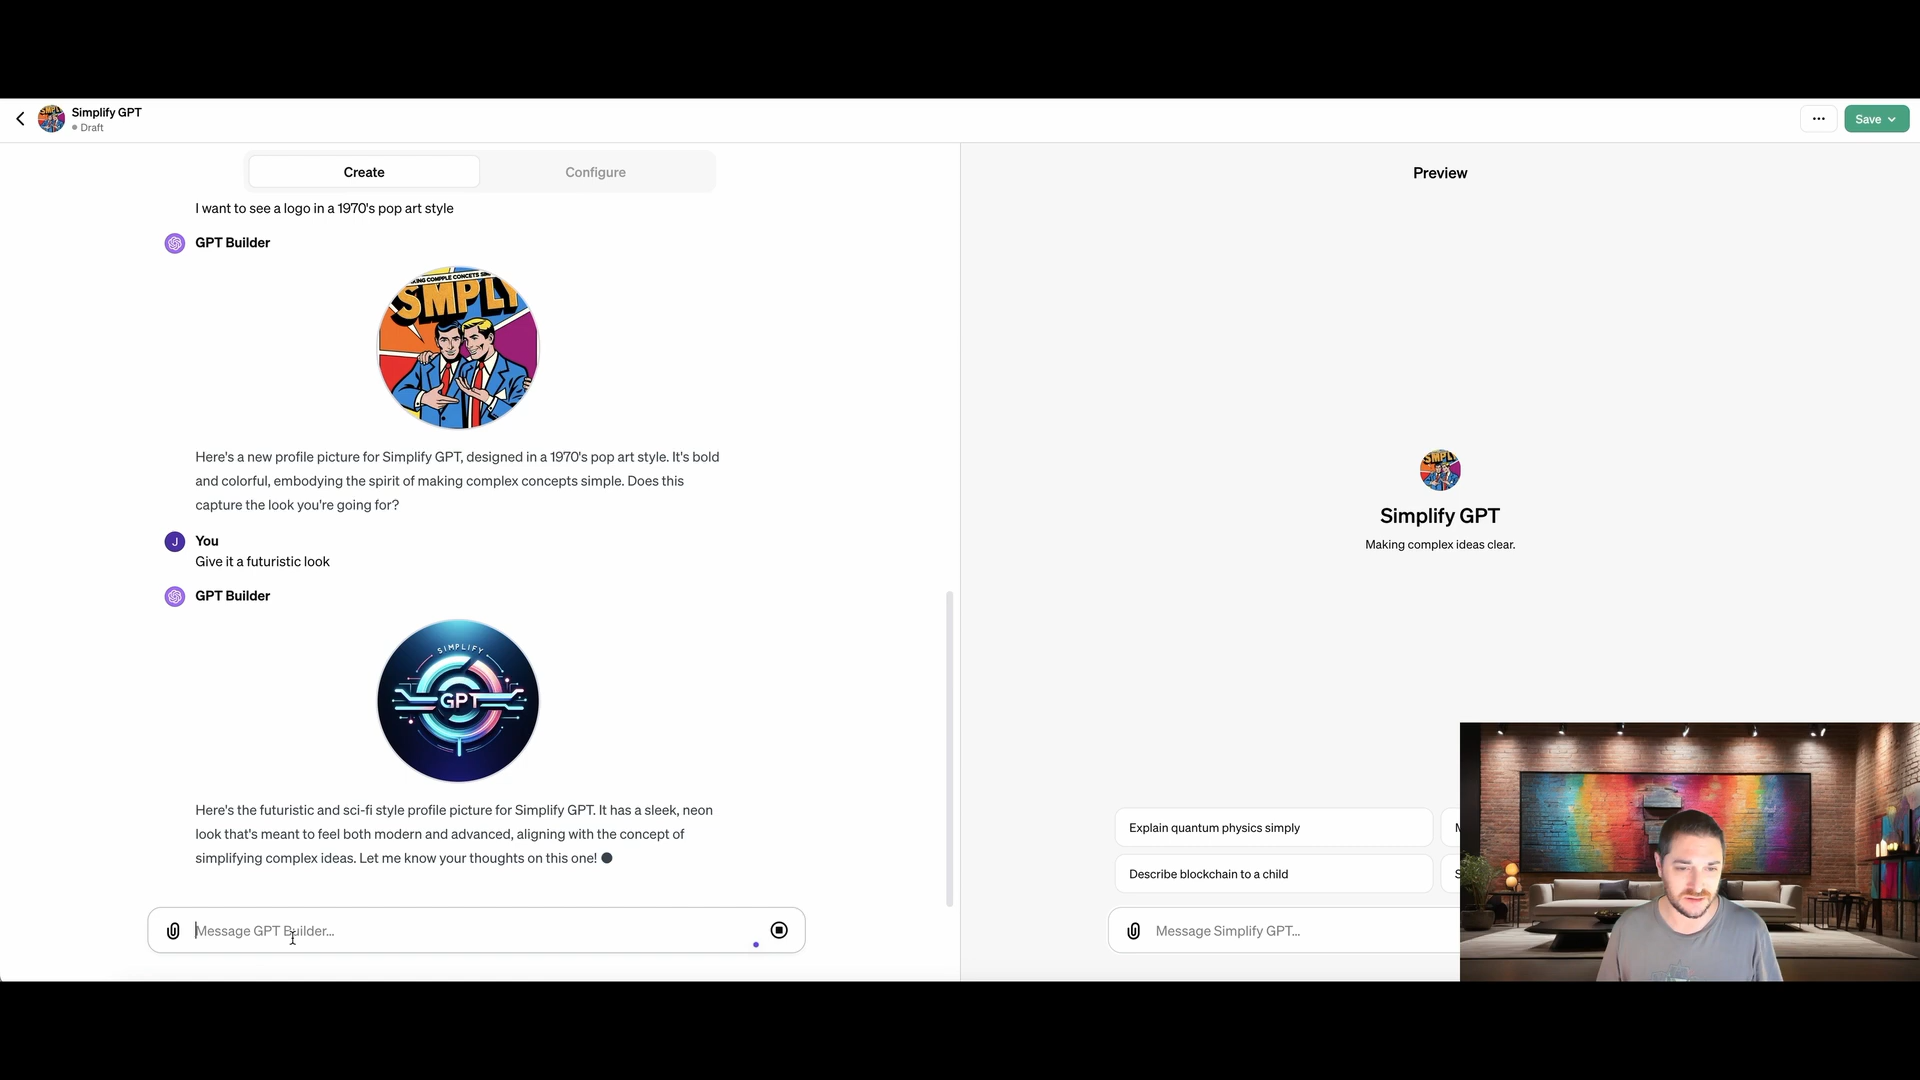 Simplify GPT
Draft
Save
Create
Configure
Preview
I want to see a logo in a 1970's pop art style
GPT Builder
KING COMPPLE CONCETS SI
SMPLY
Here's a new profile picture for Simplify GPT, designed in a 1970's pop art style. It's bold
and colorful, embodying the spirit of making complex concepts simple. Does this
capture the look you're going for?
J
You
Give it a futuristic look
GPT Builder
SIMPLIFY
GPT
Here's the futuristic and sci-fi style profile picture for Simplify GPT. It has a sleek, neon
look that's meant to feel both modern and advanced, aligning with the concept of
simplifying complex ideas. Let me know your thoughts on this one!
Message GPT Builder...
SMPL
Simplify GPT
Making complex ideas clear.
Explain quantum physics simply
Describe blockchain to a child
Message Simplify GPT...